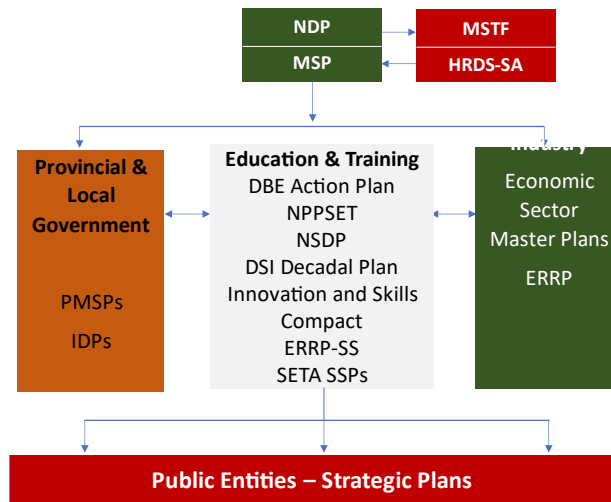 NDP
MSTF
MSP
HRDS-SA
Provincial &
Local
Government
PMSPs
IDPs
Education & Training
DBE Action Plan
NPPSET
NSDP
DSI Decadal Plan
Innovation and Skills
Compact
ERRP-SS
SETA SSPs
Industry
Economic
Sector
Master Plans
ERRP
Public Entities – Strategic Plans